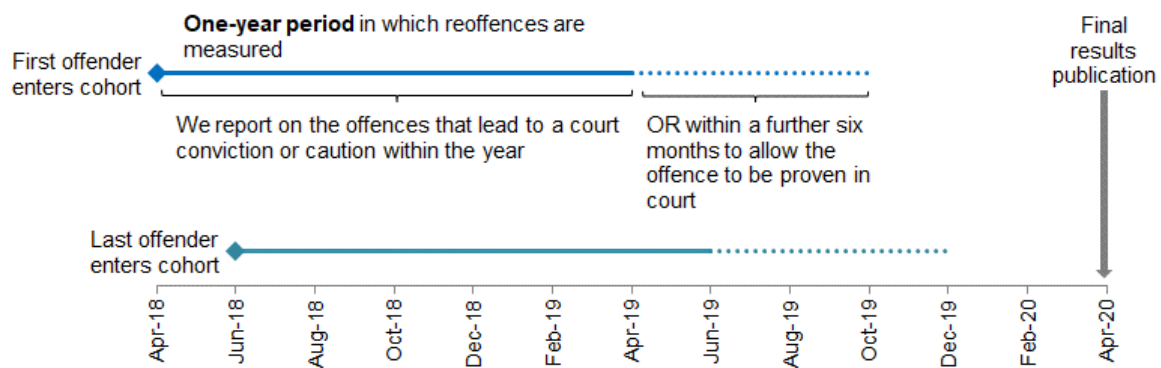 One-year period in which reoffences are
measured
Final
results
publication
First offender
enters cohort
We report on the offences that lead to a court
conviction or caution within the year
OR within a further six
months to allow the
offence to be proven in
court
Last offender
enters cohort
Apr-18
Jun-18
Aug-18
Oct-18
Dec-18
Feb-19
Apr-19
Jun-19
Aug-19
Oct-19
Dec-19
Feb-20
Apr-20